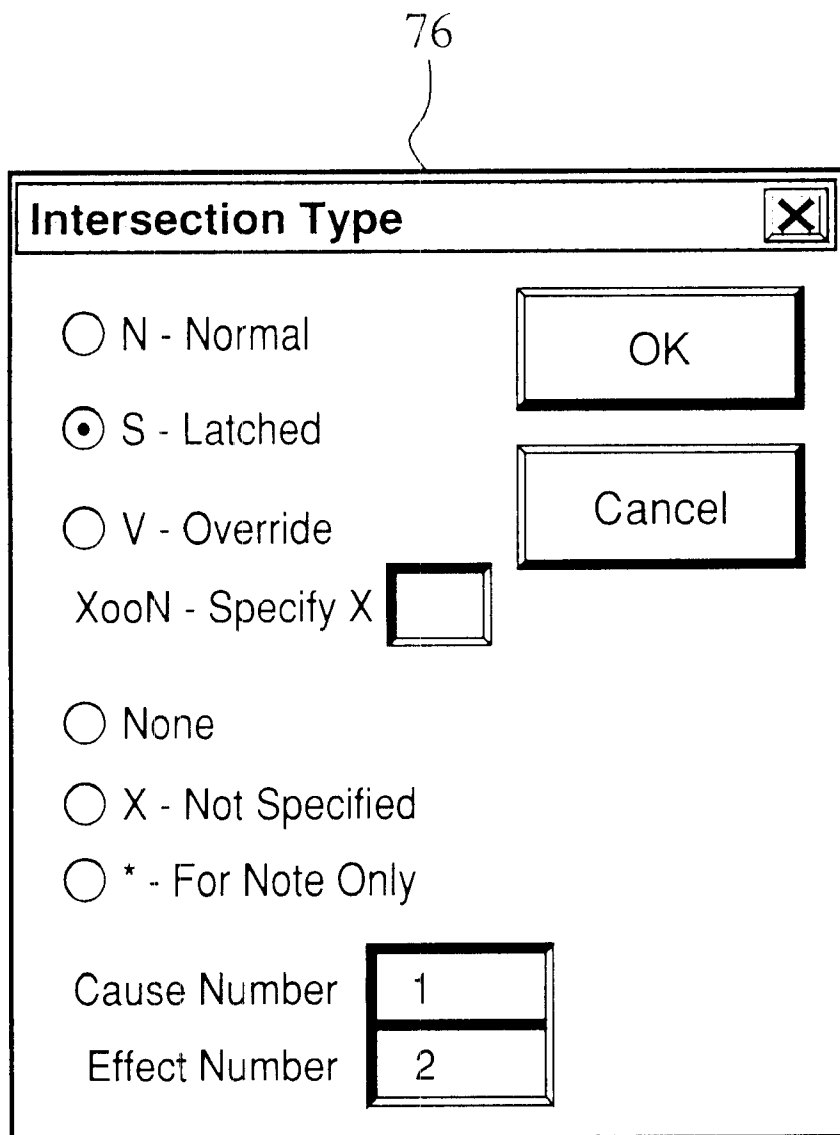 76
Intersection Type
N - Normal
OK
S - Latched
Cancel
V - Override
XooN - Specify X
None
X - Not Specified
* - For Note Only
Cause Number 1
Effect Number 2